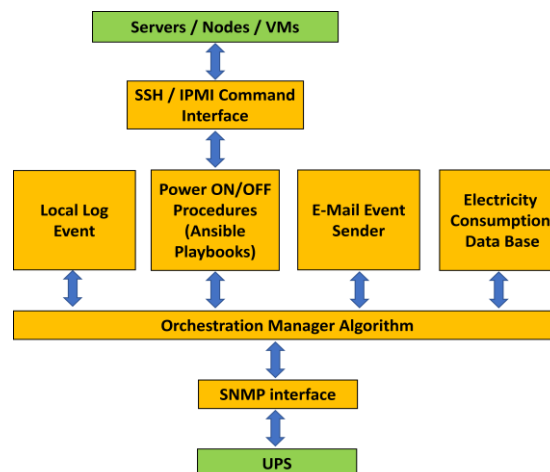 Servers / Nodes / VMs
SSH / IPMI Command
Interface
Local Log
Event
Power ON/OFF
Procedures
(Ansible
Playbooks)
E-Mail Event
Sender
Electricity
Consumption
Data Base
Orchestration Manager Algorithm
SNMP interface
UPS